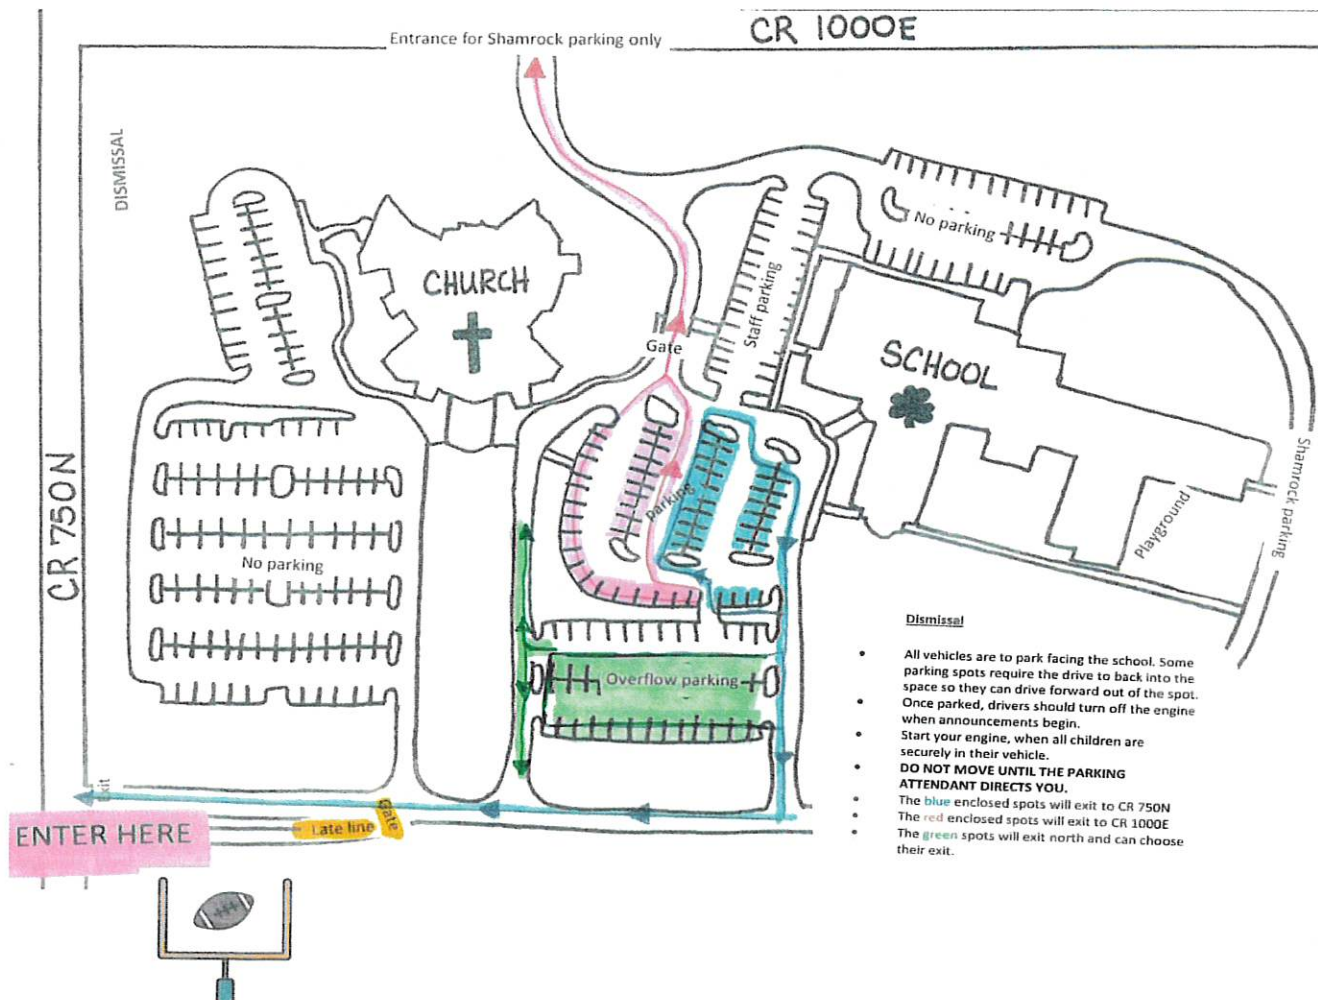 Entrance for Shamrock parking only
CR 1000E
DISMISSAL
No parking
CHURCH
Staff parking
Gate
SCHOOL
CR 750N
parking
Shamrock parking
Playground
No parking
Overflow parking
Exit
ENTER HERE
Late line
Gate
Dismissal
• All vehicles are to park facing the school. Some
parking spots require the drive to back into the
space so they can drive forward out of the spot.
• Once parked, drivers should turn off the engine
when announcements begin.
• Start your engine, when all children are
securely in their vehicle.
• DO NOT MOVE UNTIL THE PARKING
ATTENDANT DIRECTS YOU.
• The blue enclosed spots will exit to CR 750N
• The red enclosed spots will exit to CR 1000E
• The green spots will exit north and can choose
their exit.